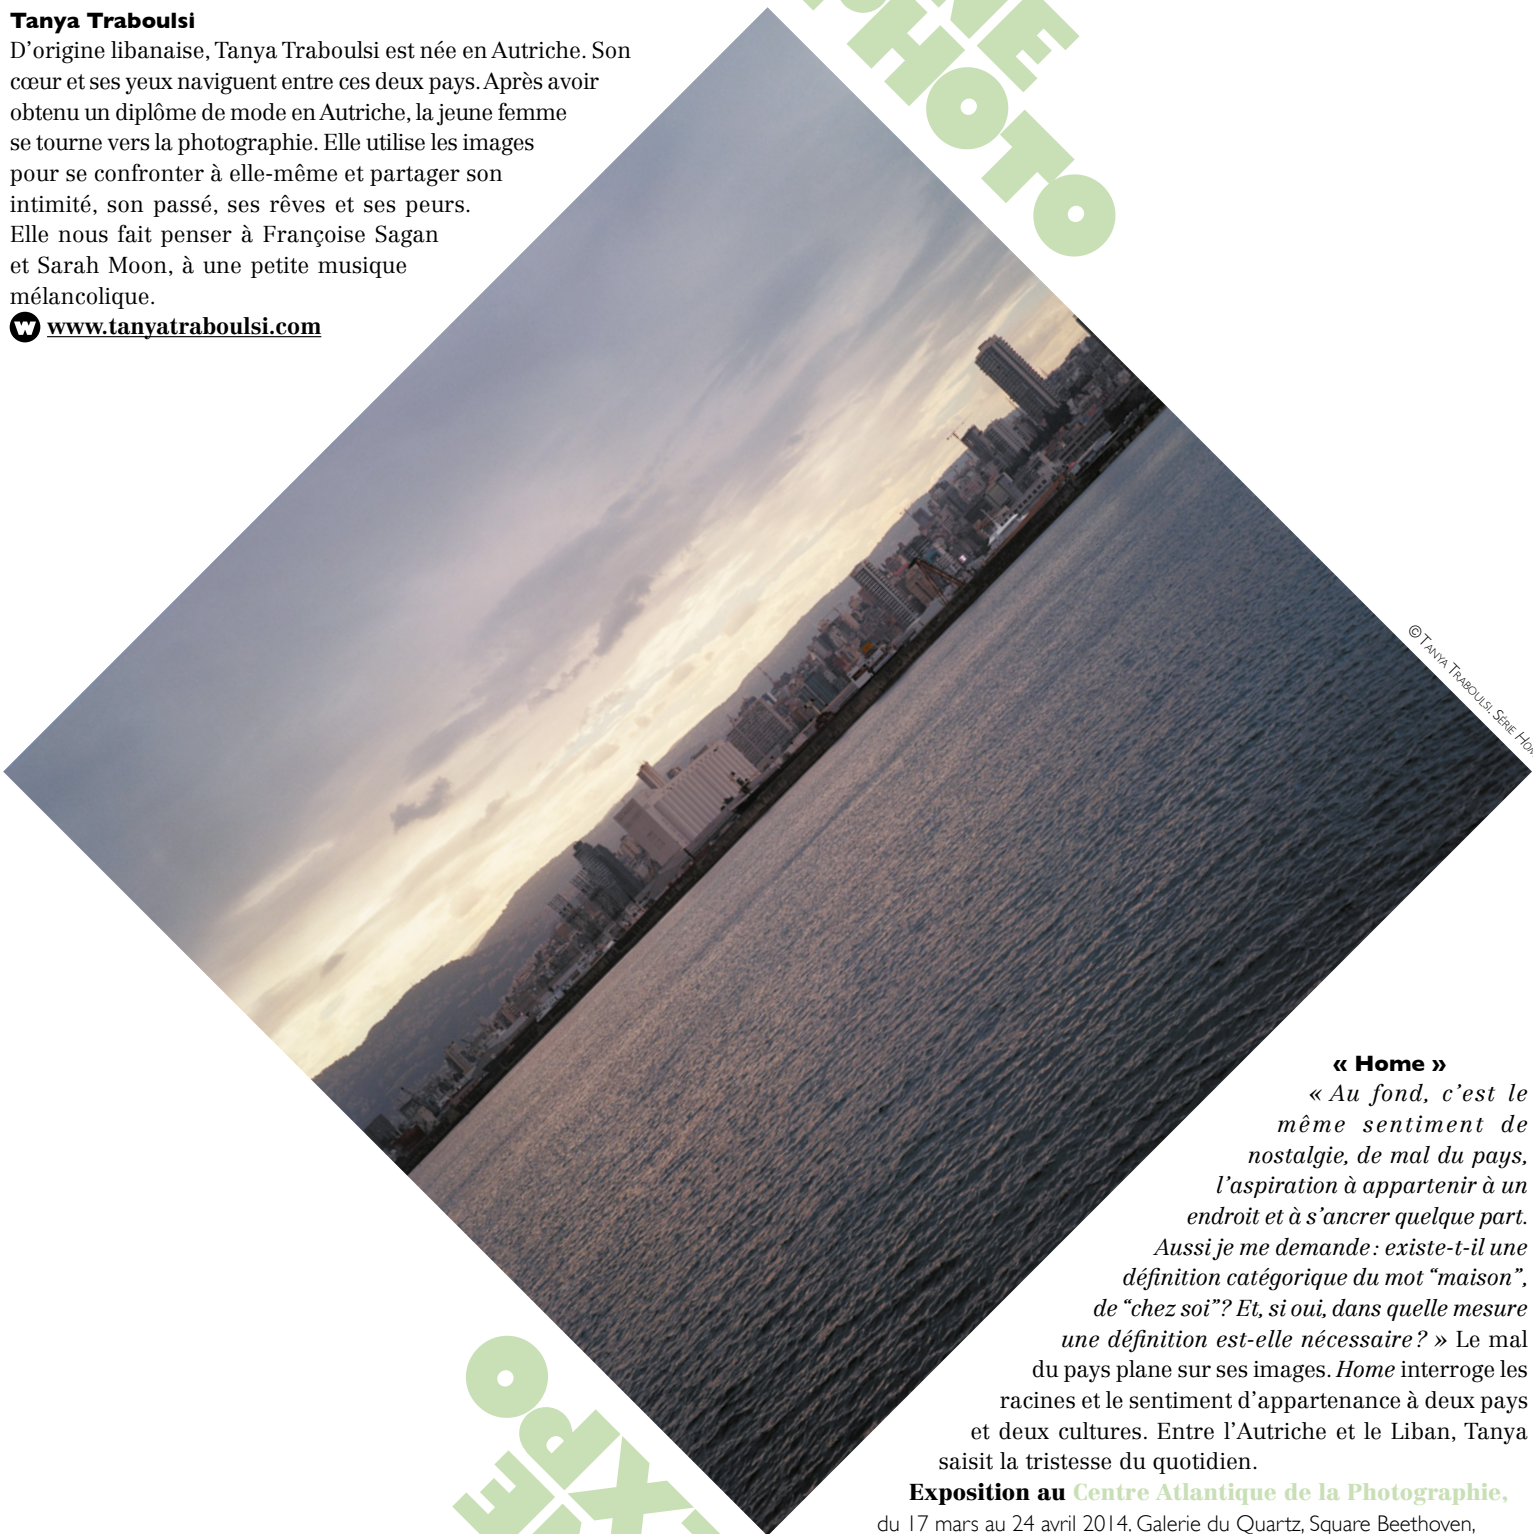 Tanya Traboulsi
D’origine libanaise, Tanya Traboulsi est née en Autriche. Son
cœur et ses yeux naviguent entre ces deux pays. Après avoir
obtenu un diplôme de mode en Autriche, la jeune femme
se tourne vers la photographie. Elle utilise les images
pour se confronter à elle-même et partager son
intimité, son passé, ses rêves et ses peurs.
Elle nous fait penser à Françoise Sagan
et Sarah Moon, à une petite musique
mélancolique.
W www.tanyatraboulsi.com
PHOTO
© Tanya Traboulsi, Série
« Home »
« Au fond, c’est le
même sentiment de
nostalgie, de mal du pays,
l’aspiration à appartenir à un
endroit et à s’ancrer quelque part.
Aussi je me demande : existe-t-il une
définition catégorique du mot “maison”,
de “chez soi” ? Et, si oui, dans quelle mesure
une définition est-elle nécessaire ? » Le mal
du pays plane sur ses images. Home interroge les
racines et le sentiment d’appartenance à deux pays
et deux cultures. Entre l’Autriche et le Liban, Tanya
saisit la tristesse du quotidien.
Exposition au Centre Atlantique de la Photographie,
du 17 mars au 24 avril 2014. Galerie du Quartz, Square Beethoven,